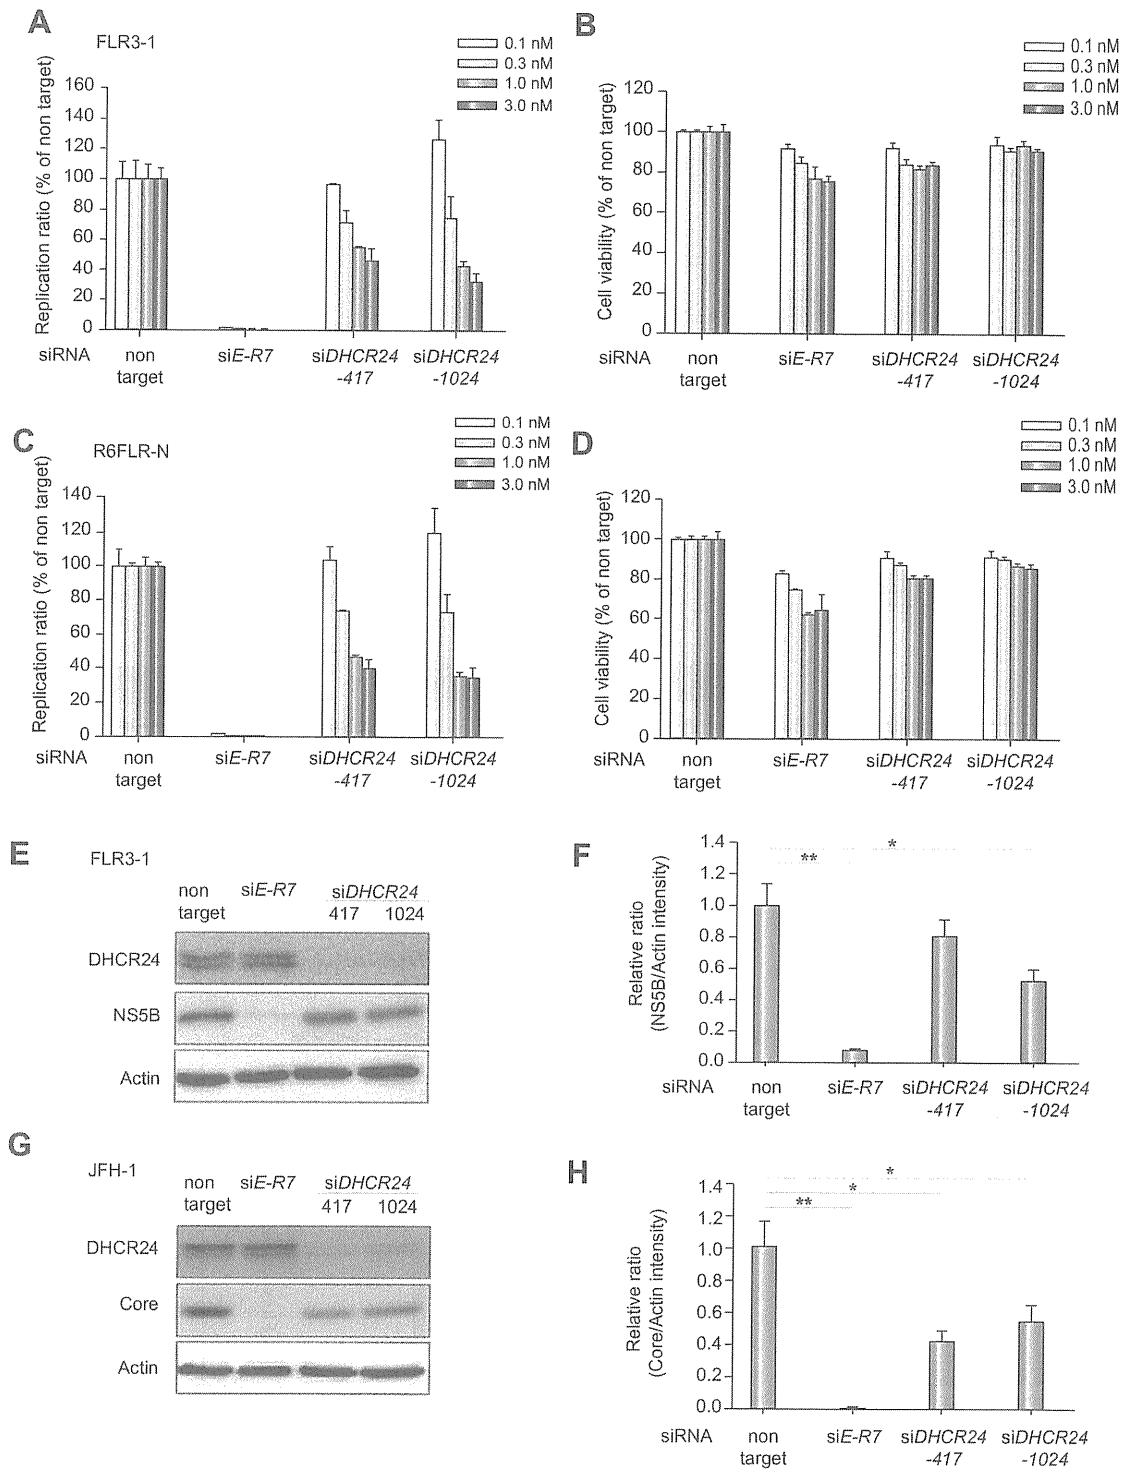 A
FLR3-1
0.1 nM
0.3 nM
1.0 nM
3.0 nM
Replication ratio (% of non target)
160
140
120
100
80
60
40
20
0
siRNA
non
target
siE-R7
siDHCR24
-417
siDHCR24
-1024
B
0.1 nM
0.3 nM
1.0 nM
3.0 nM
Cell viability (% of non target)
120
100
80
60
40
20
0
siRNA
non
target
siE-R7
siDHCR24
-417
siDHCR24
-1024
C
R6FLR-N
0.1 nM
0.3 nM
1.0 nM
3.0 nM
Replication ratio (% of non target)
140
120
100
80
60
40
20
0
siRNA
non
target
siE-R7
siDHCR24
-417
siDHCR24
-1024
D
0.1 nM
0.3 nM
1.0 nM
3.0 nM
Cell viability (% of non target)
120
100
80
60
40
20
0
siRNA
non
target
siE-R7
siDHCR24
-417
siDHCR24
-1024
E
FLR3-1
non
target
siE-R7
siDHCR24
417 1024
DHCR24
NS5B
Actin
F
Relative ratio
(NS5B/Actin intensity)
1.4
1.2
1.0
0.8
0.6
0.4
0.2
0.0
*
**
siRNA
non
target
siE-R7
siDHCR24
-417
siDHCR24
-1024
G
JFH-1
non
target
siE-R7
siDHCR24
417 1024
DHCR24
Core
Actin
H
Relative ratio
(Core/Actin intensity)
1.4
1.2
1.0
0.8
0.6
0.4
0.2
0.0
*
*
**
siRNA
non
target
siE-R7
siDHCR24
-417
siDHCR24
-1024